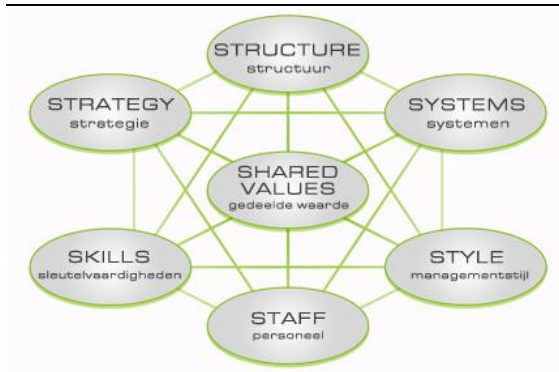 STRUCTURE
structuur
STRATEGY
strategie
SYSTEMS
systemen
SHARED
VALUES
gedeelde waarde
SKILLS
sleutelvaardigheden
STYLE
managementstijl
STAFF
personeel